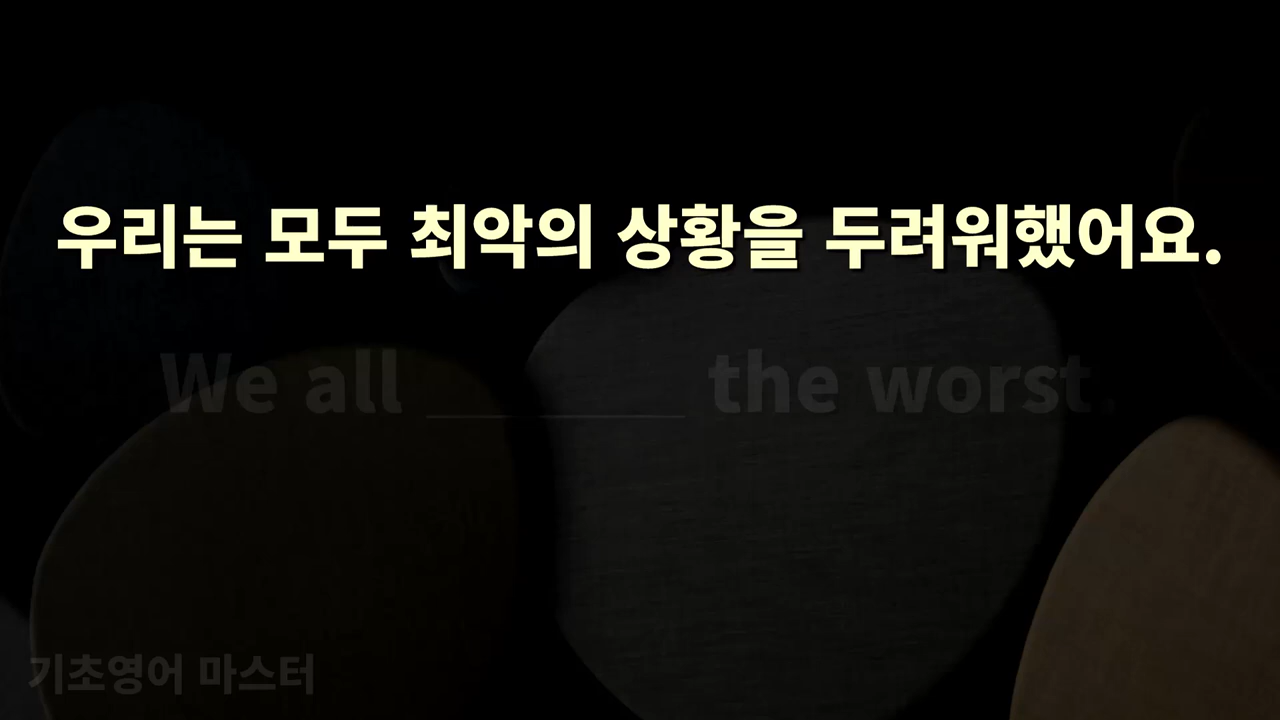 우리는 모두 최악의 상황을 두려워했어요.
We all ________ the worst.
기초영어 마스터